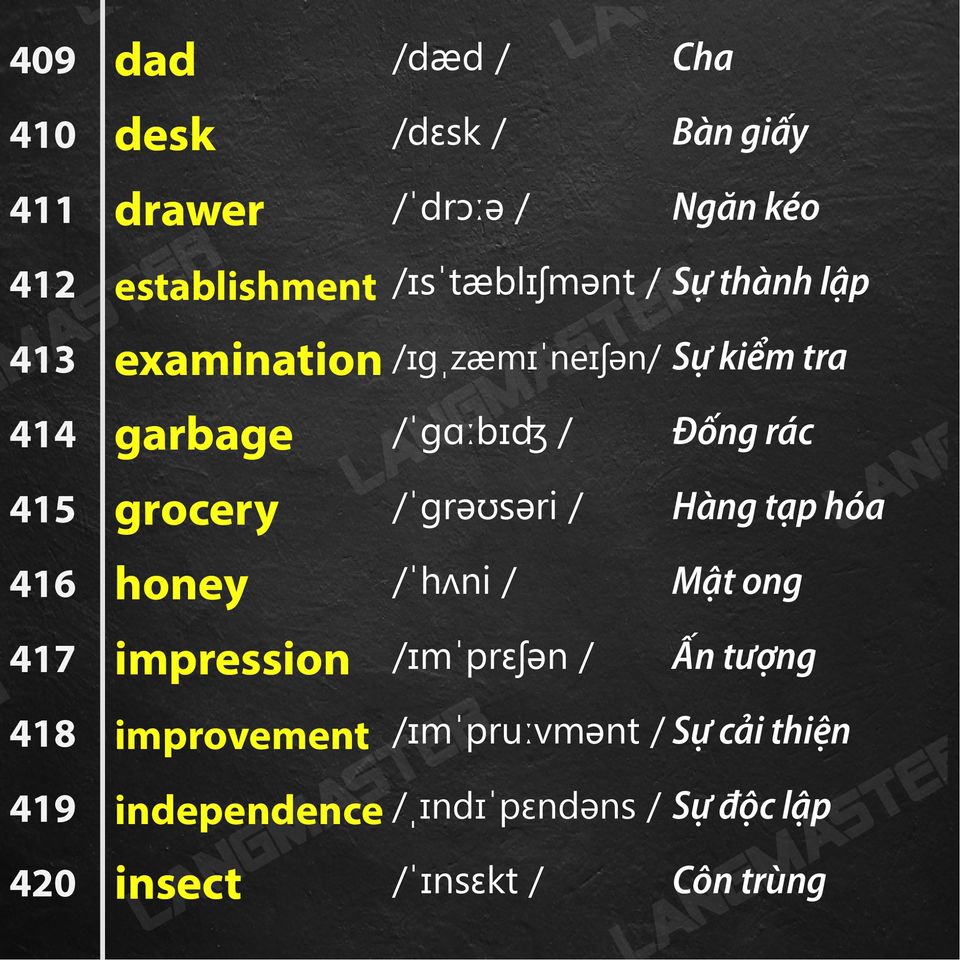 409 dad /dæd / Cha
410 desk /dɛsk / Bàn giấy
411 drawer /ˈdrɔːə / Ngăn kéo
412 establishment /ɪsˈtæblɪʃmənt / Sự thành lập
413 examination /ɪgˌzæmɪˈneɪʃən/ Sự kiểm tra
414 garbage /ˈgɑːbɪʤ / Đống rác
415 grocery /ˈgrəʊsəri / Hàng tạp hóa
416 honey /ˈhʌni / Mật ong
417 impression /ɪmˈprɛʃən / Ấn tượng
418 improvement /ɪmˈpruːvmənt / Sự cải thiện
419 independence /ˌɪndɪˈpɛndəns / Sự độc lập
420 insect /ˈɪnsɛkt / Côn trùng
LANGMASTER
LANGMASTER
LANGMASTER